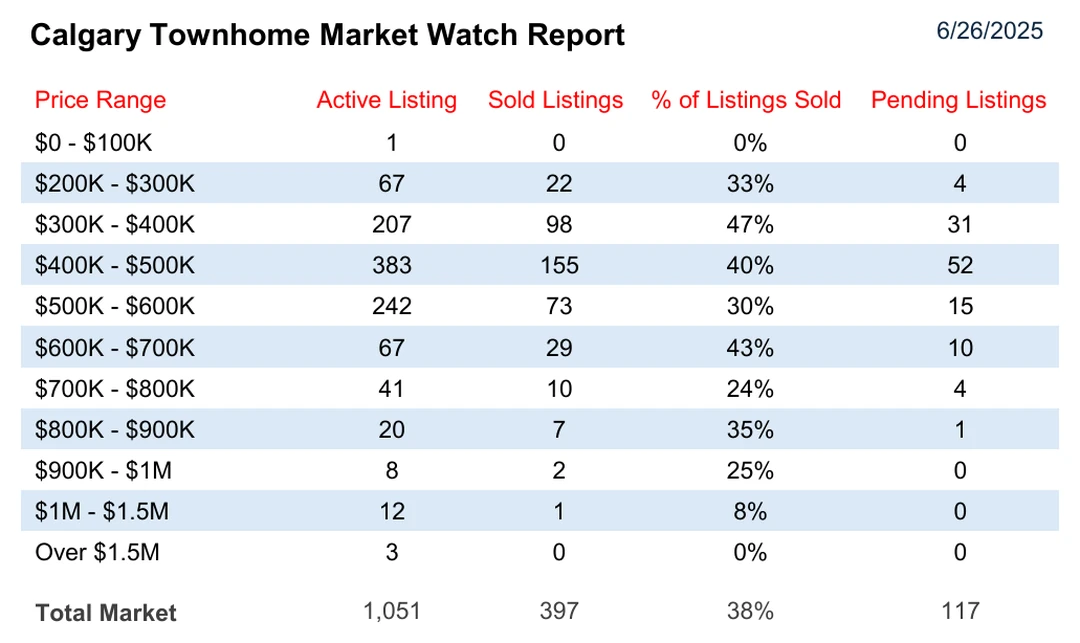 Calgary Townhome Market Watch Report 6/26/2025
Price Range Active Listing Sold Listings % of Listings Sold Pending Listings
$0 - $100K 1 0 0% 0
$200K - $300K 67 22 33% 4
$300K - $400K 207 98 47% 31
$400K - $500K 383 155 40% 52
$500K - $600K 242 73 30% 15
$600K - $700K 67 29 43% 10
$700K - $800K 41 10 24% 4
$800K - $900K 20 7 35% 1
$900K - $1M 8 2 25% 0
$1M - $1.5M 12 1 8% 0
Over $1.5M 3 0 0% 0
Total Market 1,051 397 38% 117